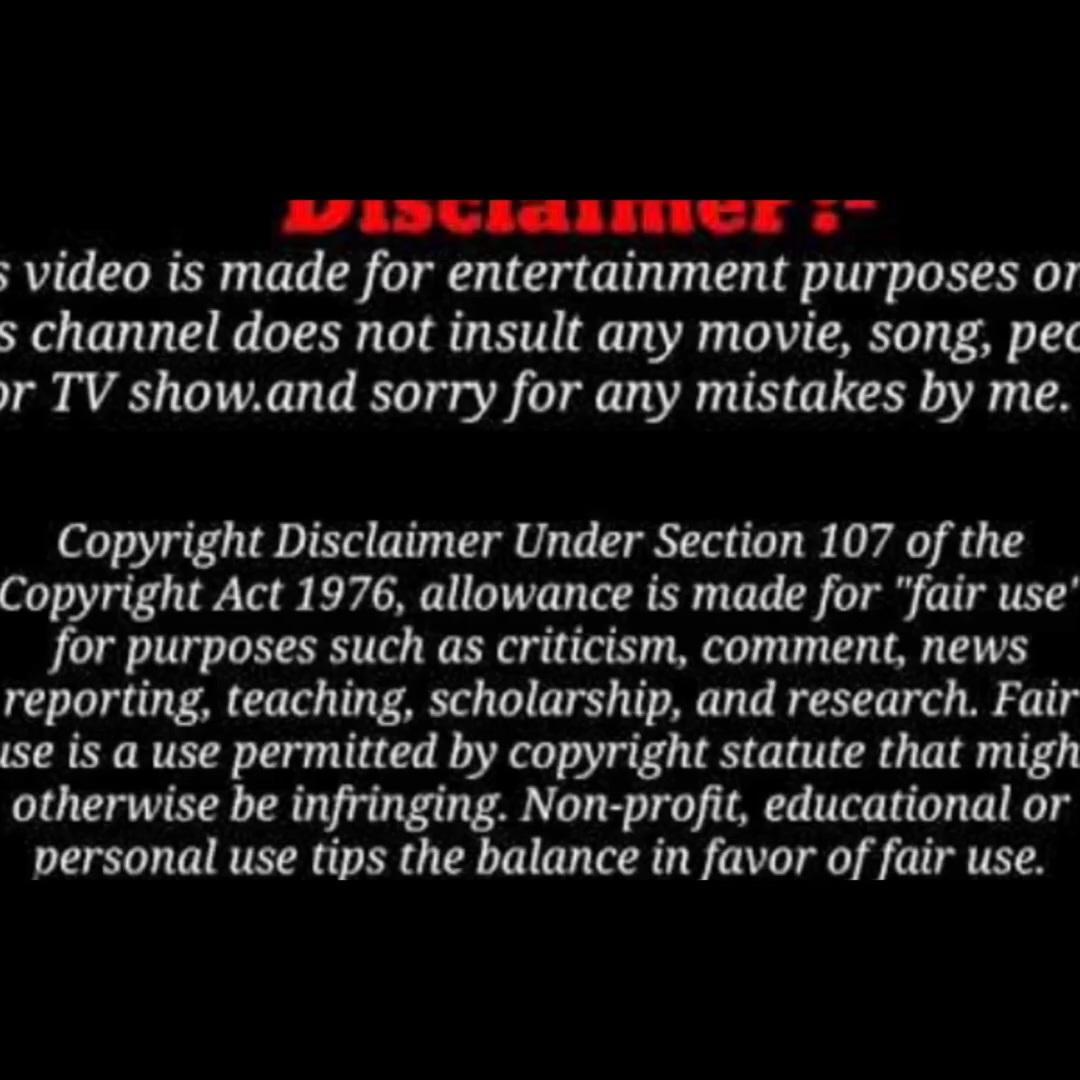 Disclaimer:-
s video is made for entertainment purposes on
s channel does not insult any movie, song, peo
or TV show.and sorry for any mistakes by me.
Copyright Disclaimer Under Section 107 of the
Copyright Act 1976, allowance is made for "fair use"
for purposes such as criticism, comment, news
reporting, teaching, scholarship, and research. Fair
use is a use permitted by copyright statute that migh
otherwise be infringing. Non-profit, educational or
personal use tips the balance in favor of fair use.